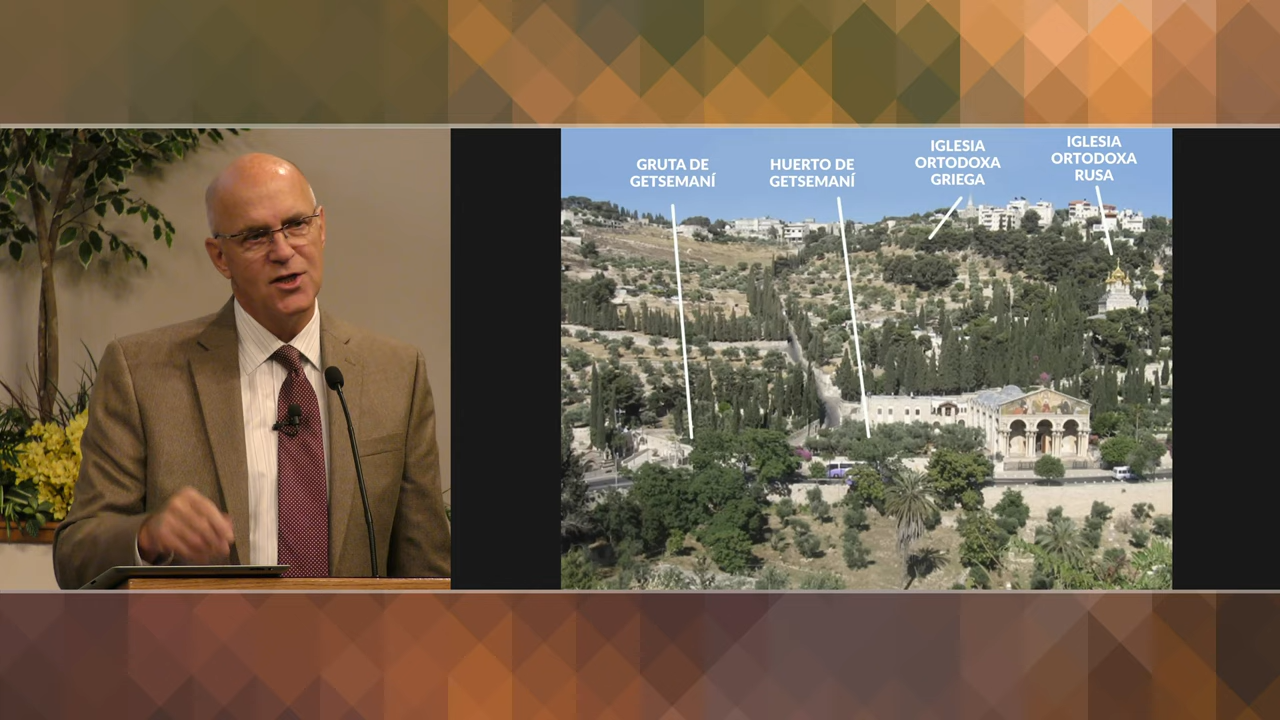 GRUTA DE
GETSEMANÍ
HUERTO DE
GETSEMANÍ
IGLESIA
ORTODOXA
GRIEGA
IGLESIA
ORTODOXA
RUSA